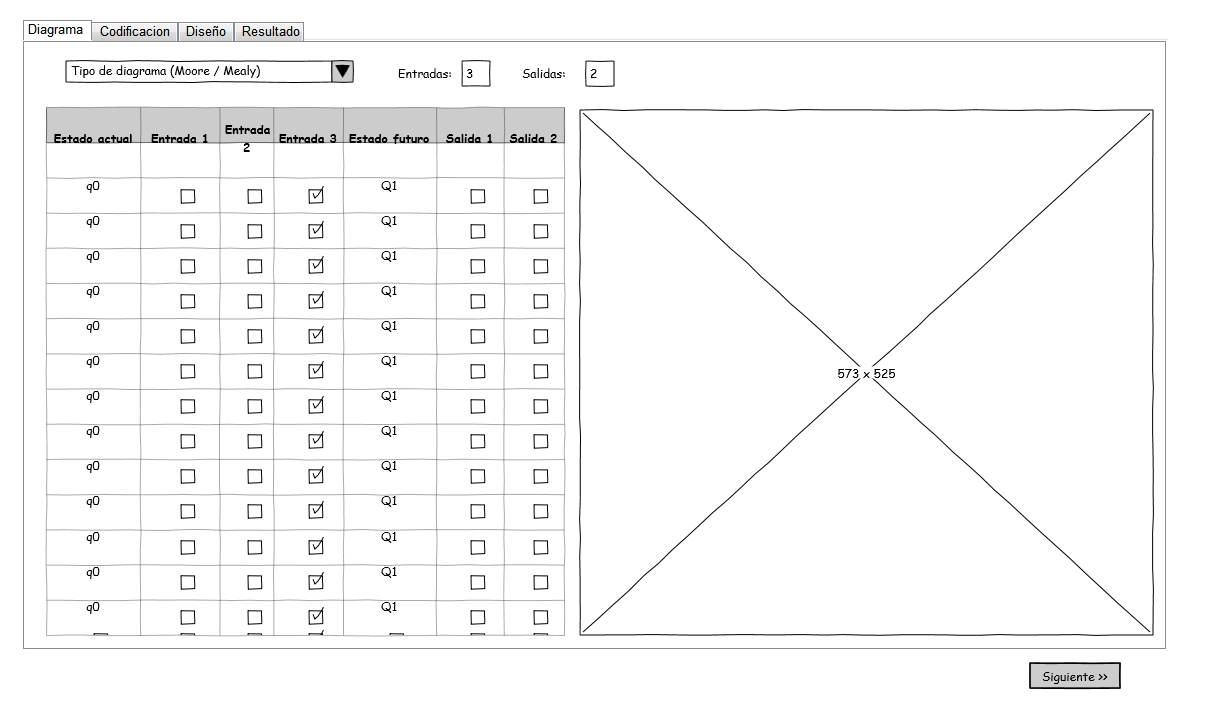 Diagrama Codificacion Diseño Resultado
Tipo de diagrama (Moore / Mealy) Entradas: 3 Salidas: 2
Estado actual Entrada 1 Entrada 2 Entrada 3 Estado futuro Salida 1 Salida 2
q0 Q1
q0 Q1
q0 Q1
q0 Q1
q0 Q1
q0 Q1
q0 Q1
q0 Q1
q0 Q1
q0 Q1
q0 Q1
q0 Q1
q0 Q1
573 x 525
Siguiente >>